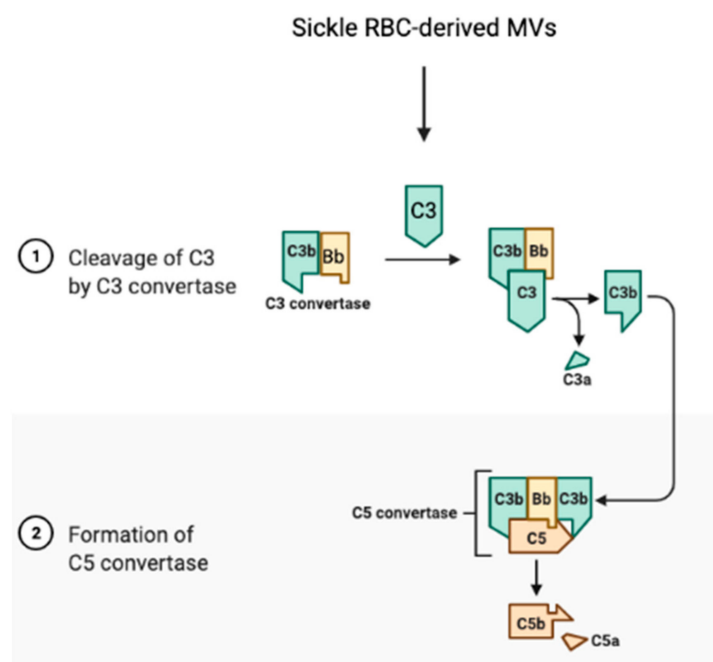 Sickle RBC-derived MVs
C3
1
Cleavage of C3
by C3 convertase
C3b
Bb
C3 convertase
C3b
Bb
C3
C3b
C3a
2
Formation of
C5 convertase
C5 convertase
C3b
Bb
C3b
C5
C5b
C5a